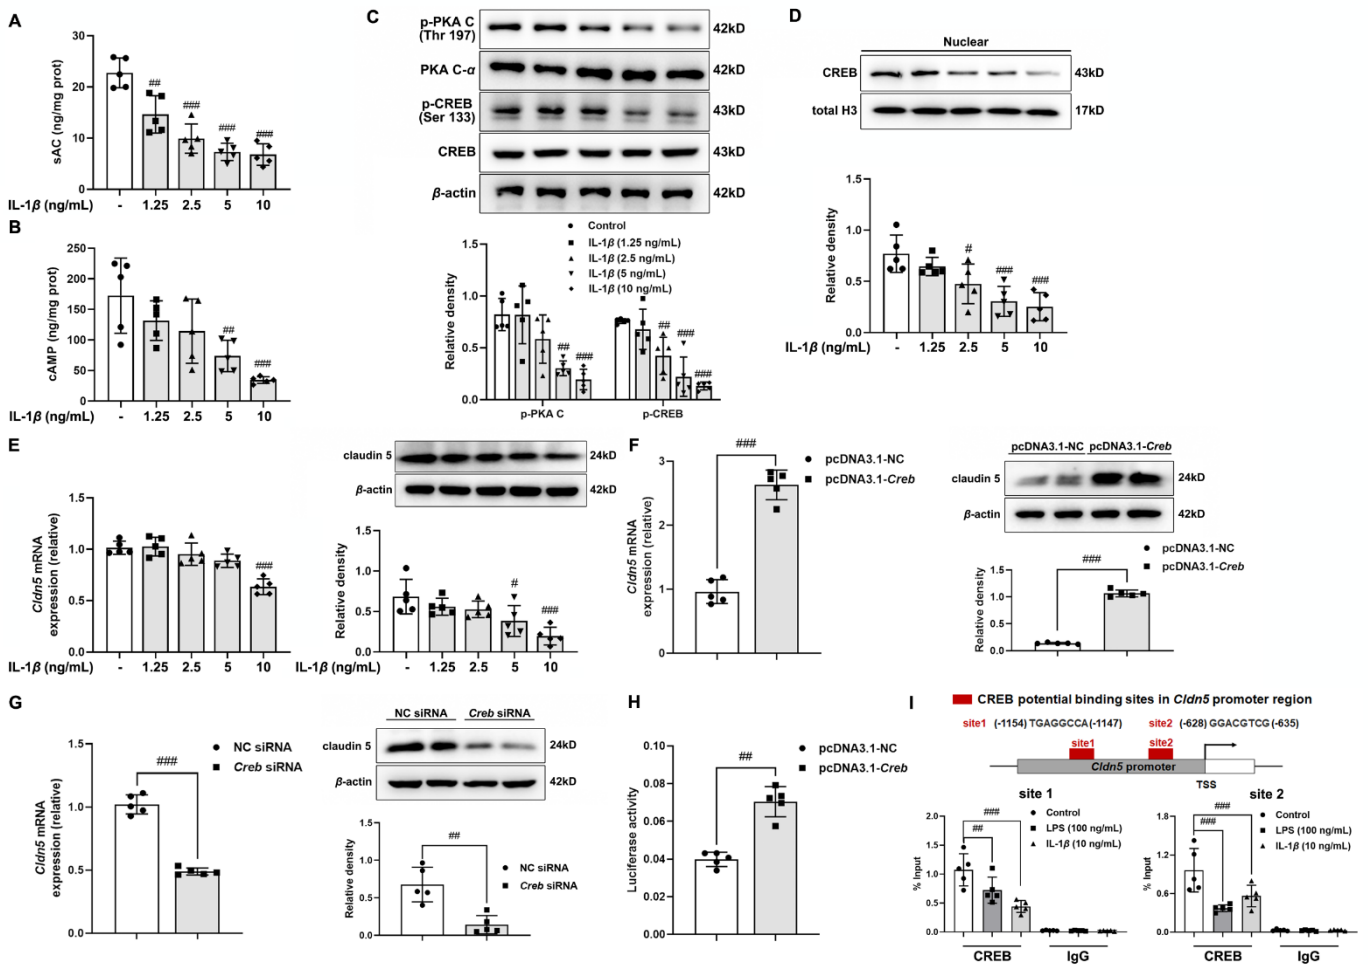 A
sAC (ng/mg prot)
30
20
10
0
## ### ### ###
IL-1β (ng/mL) - 1.25 2.5 5 10
B
cAMP (ng/mg prot)
250
200
150
100
50
0
## ###
IL-1β (ng/mL) - 1.25 2.5 5 10
C
p-PKA C
(Thr 197) 42kD
PKA C-α 42kD
p-CREB
(Ser 133) 43kD
CREB 43kD
β-actin 42kD
Control
IL-1β (1.25 ng/mL)
IL-1β (2.5 ng/mL)
IL-1β (5 ng/mL)
IL-1β (10 ng/mL)
Relative density
1.5
1.0
0.5
0.0
## ### ## ### ###
p-PKA C p-CREB
D
Nuclear
CREB 43kD
total H3 17kD
Relative density
1.5
1.0
0.5
0.0
# ### ###
IL-1β (ng/mL) - 1.25 2.5 5 10
E
Cldn5 mRNA
expression (relative)
1.5
1.0
0.5
0.0
###
IL-1β (ng/mL) - 1.25 2.5 5 10
claudin 5 24kD
β-actin 42kD
Relative density
1.5
1.0
0.5
0.0
# ###
IL-1β (ng/mL) - 1.25 2.5 5 10
F
Cldn5 mRNA
expression (relative)
3
2
1
0
###
pcDNA3.1-NC
pcDNA3.1-Creb
pcDNA3.1-NC pcDNA3.1-Creb
claudin 5 24kD
β-actin 42kD
pcDNA3.1-NC
pcDNA3.1-Creb
###
Relative density
1.5
1.0
0.5
0.0
G
Cldn5 mRNA
expression (relative)
1.5
1.0
0.5
0.0
###
NC siRNA
Creb siRNA
NC siRNA Creb siRNA
claudin 5 24kD
β-actin 42kD
Relative density
1.5
1.0
0.5
0.0
##
NC siRNA
Creb siRNA
H
Luciferase activity
0.10
0.08
0.06
0.04
0.02
0.00
##
pcDNA3.1-NC
pcDNA3.1-Creb
I
CREB potential binding sites in Cldn5 promoter region
site1 (-1154) TGAGGCCA (-1147) site2 (-628) GGACGTCG (-635)
site1 site2
Cldn5 promoter
TSS
site 1
Control
LPS (100 ng/mL)
IL-1β (10 ng/mL)
% Input
2.0
1.5
1.0
0.5
0.0
###
##
CREB IgG
site 2
Control
LPS (100 ng/mL)
IL-1β (10 ng/mL)
% Input
1.8
1.2
0.6
0.0
###
###
CREB IgG